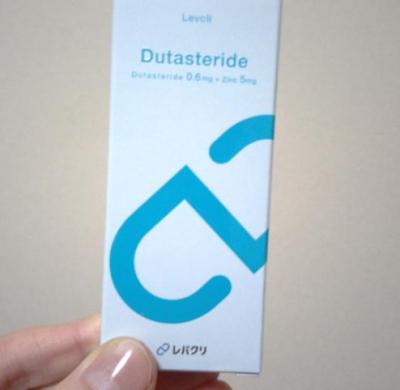 Levcli
Dutasteride
Dutasteride 0.6mg + Zinc 5mg
レバクリ